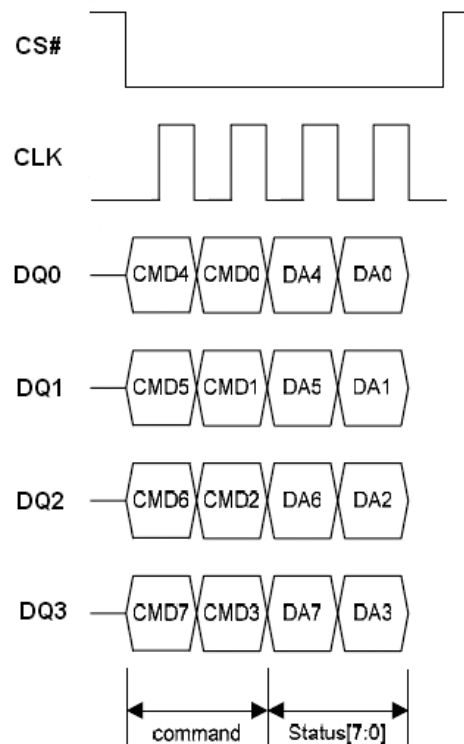 CS#
CLK
DQ0 CMD4 CMD0 DA4 DA0
DQ1 CMD5 CMD1 DA5 DA1
DQ2 CMD6 CMD2 DA6 DA2
DQ3 CMD7 CMD3 DA7 DA3
command Status[7:0]